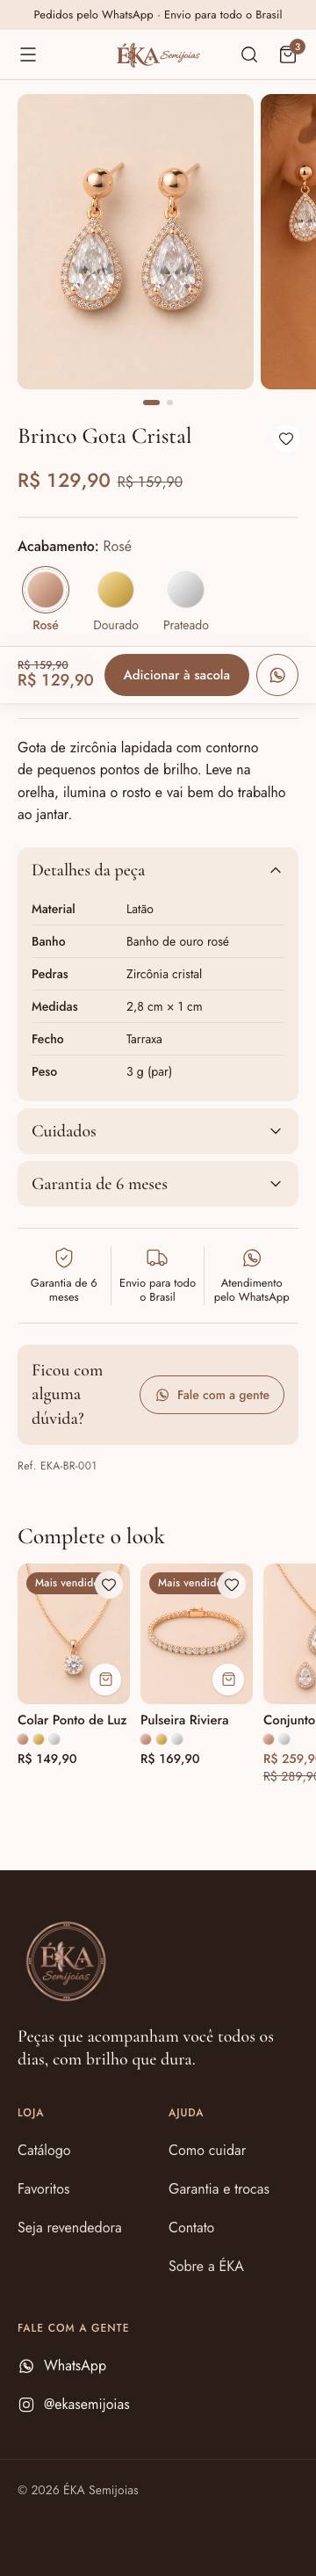 Pedidos pelo WhatsApp · Envio para todo o Brasil
ÉKA Semijoias
3
Brinco Gota Cristal
R$ 129,90 R$ 159,90
Acabamento: Rosé
Rosé Dourado Prateado
R$ 159,90
R$ 129,90
Adicionar à sacola
Gota de zircônia lapidada com contorno
de pequenos pontos de brilho. Leve na
orelha, ilumina o rosto e vai bem do trabalho
ao jantar.
Detalhes da peça
Material Latão
Banho Banho de ouro rosé
Pedras Zircônia cristal
Medidas 2,8 cm × 1 cm
Fecho Tarraxa
Peso 3 g (par)
Cuidados
Garantia de 6 meses
Garantia de 6
meses
Envio para todo
o Brasil
Atendimento
pelo WhatsApp
Ficou com
alguma
dúvida?
Fale com a gente
Ref. EKA-BR-001
Complete o look
Mais vendid
Mais vendid
Colar Ponto de Luz
R$ 149,90
Pulseira Riviera
R$ 169,90
Conjunto
R$ 259,9
R$ 289,90
ÉKA
Semijoias
Peças que acompanham você todos os
dias, com brilho que dura.
LOJA
Catálogo
Favoritos
Seja revendedora
AJUDA
Como cuidar
Garantia e trocas
Contato
Sobre a ÉKA
FALE COM A GENTE
WhatsApp
@ekasemijoias
© 2026 ÉKA Semijoias